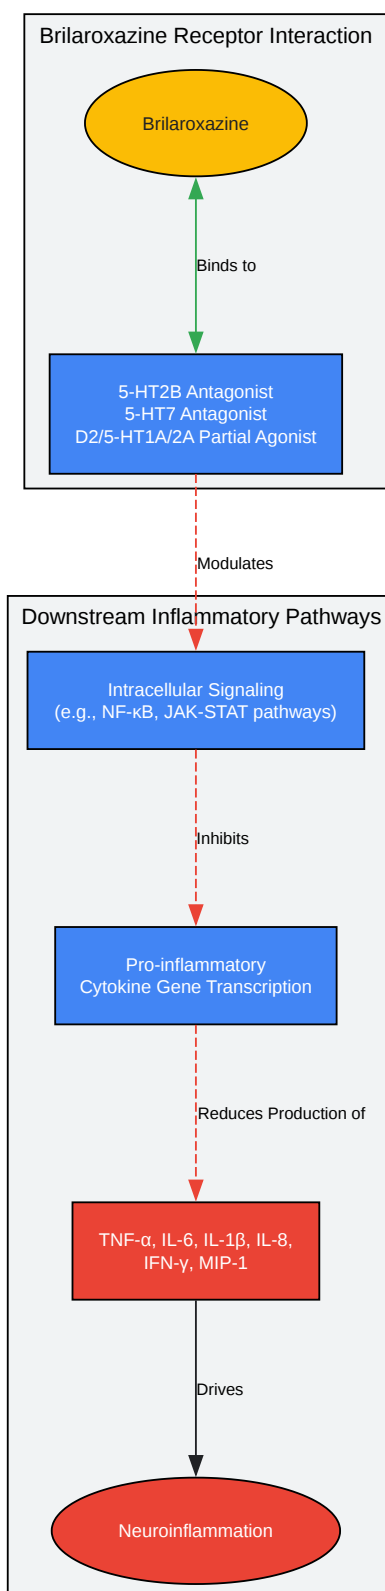 Brilaroxazine Receptor Interaction
Brilaroxazine
Binds to
5-HT2B Antagonist
5-HT7 Antagonist
D2/5-HT1A/2A Partial Agonist
Modulates
Downstream Inflammatory Pathways
Intracellular Signaling
(e.g., NF-κB, JAK-STAT pathways)
Inhibits
Pro-inflammatory
Cytokine Gene Transcription
Reduces Production of
TNF-α, IL-6, IL-1β, IL-8,
IFN-γ, MIP-1
Drives
Neuroinflammation